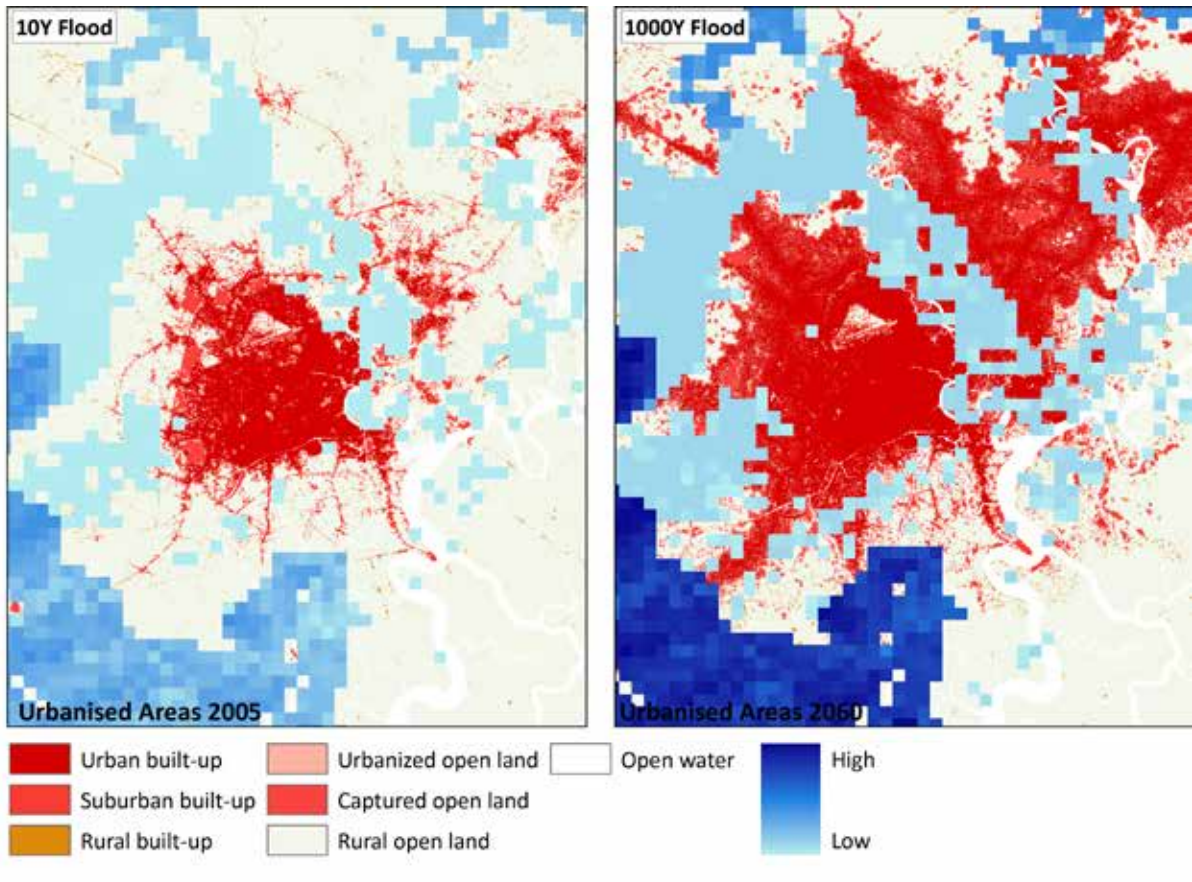 10Y Flood
1000Y Flood
Urbanised Areas 2005
Urbanised Areas 2060
Urban built-up
Urbanized open land
Open water
High
Suburban built-up
Captured open land
Rural built-up
Rural open land
Low